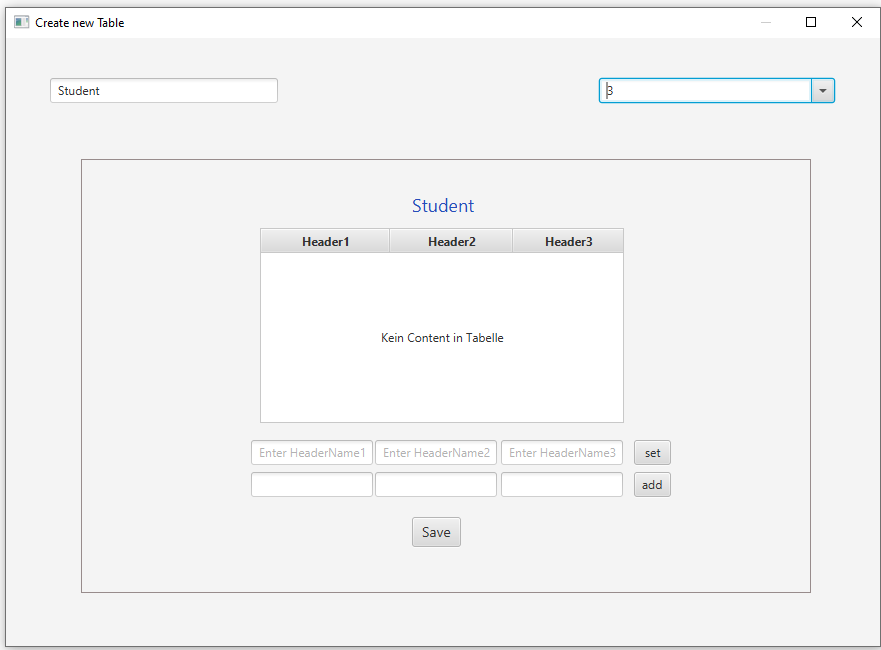 Create new Table
Student
3
Student
Header1 Header2 Header3
Kein Content in Tabelle
Enter HeaderName1 Enter HeaderName2 Enter HeaderName3 set
add
Save